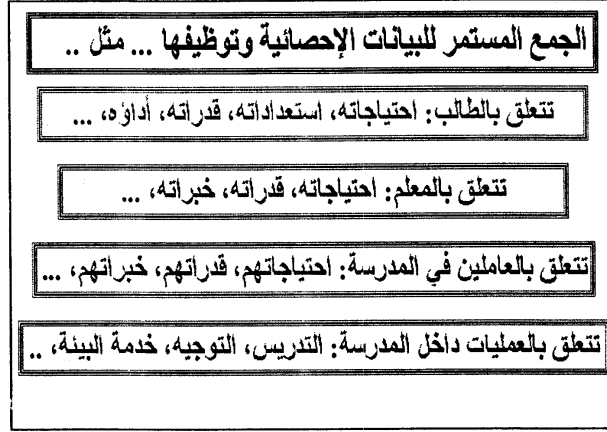 الجمع المستمر للبيانات الإحصائية وتوظيفها ... مثل ..
تتعلق بالطالب: احتياجاته، استعداداته، قدراته، أداؤه، ...
تتعلق بالمعلم: احتياجاته، قدراته، خبراته، ...
تتعلق بالعاملين في المدرسة: احتياجاتهم، قدراتهم، خبراتهم، ...
تتعلق بالعمليات داخل المدرسة: التدريس، التوجيه، خدمة البيئة، ..